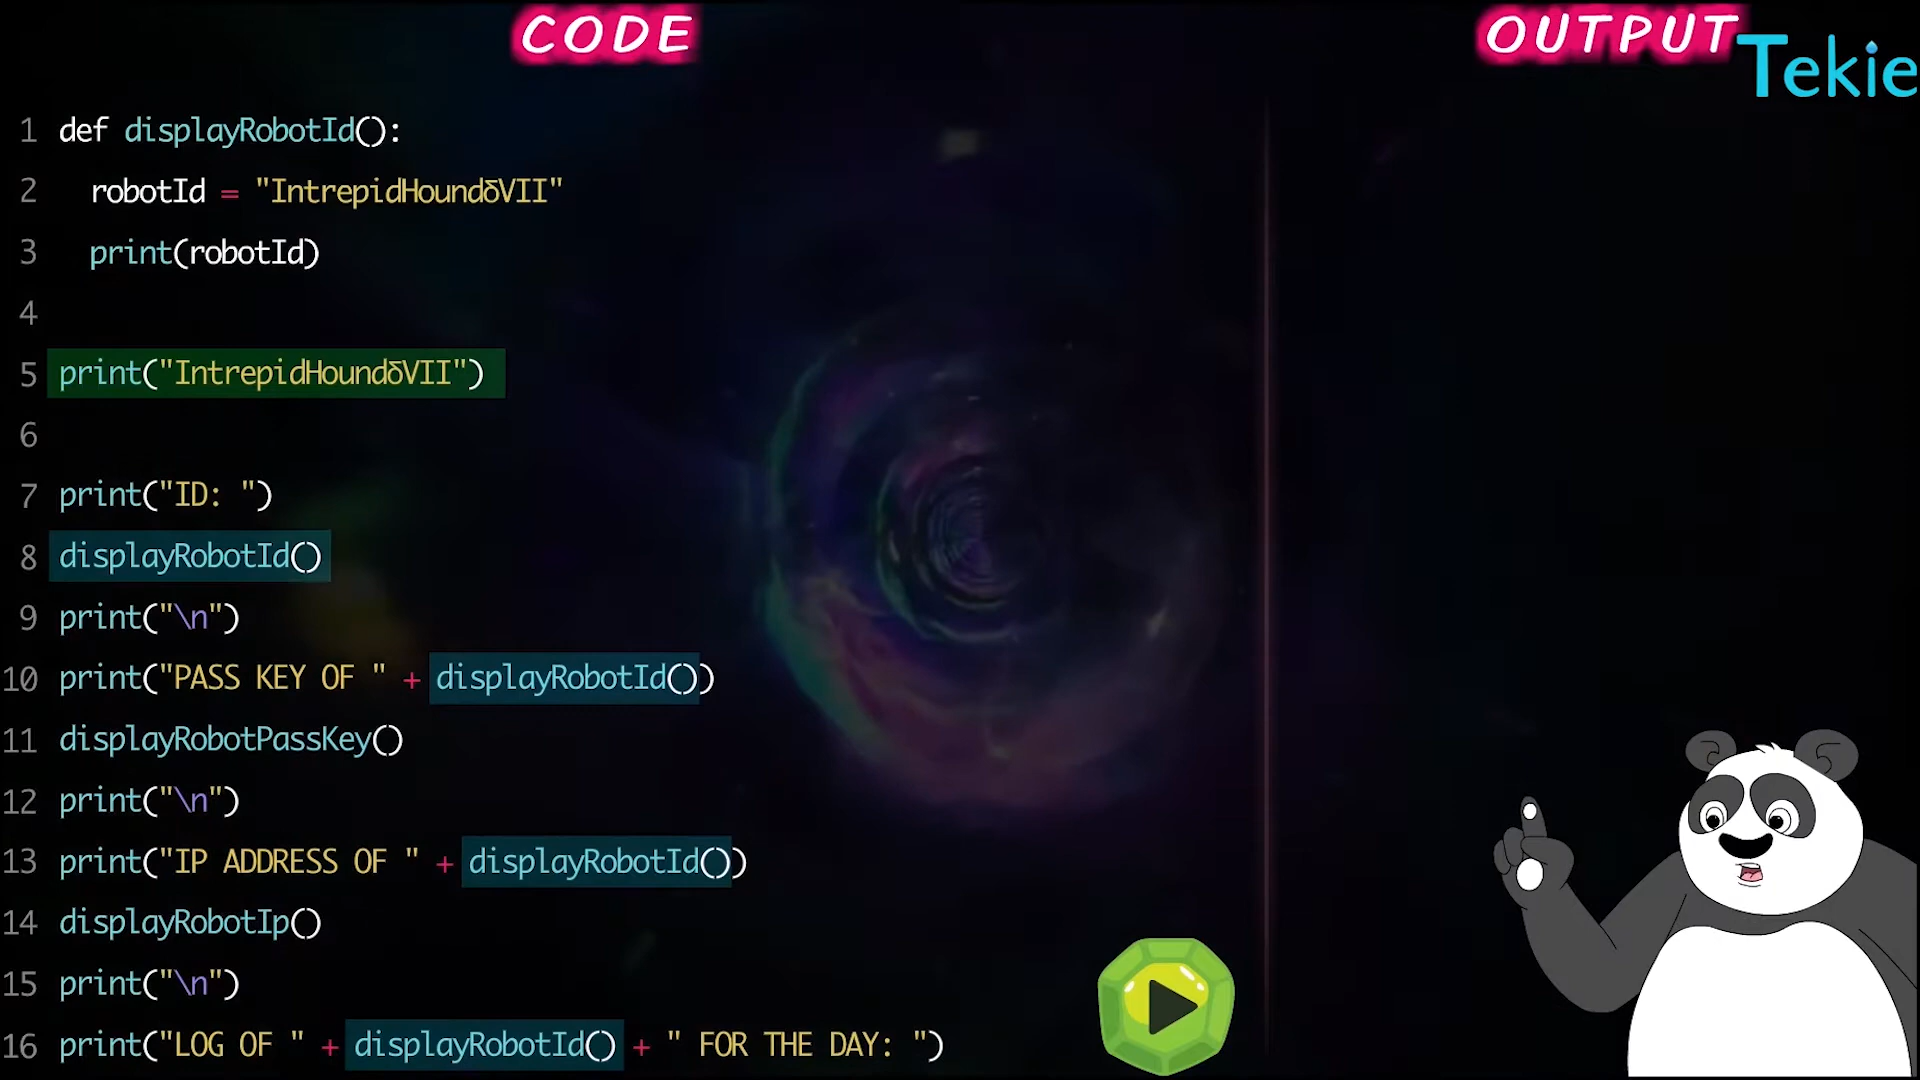 CODE
OUTPUT
Tekie
1 def displayRobotId():
2 robotId = "IntrepidHoundδVII"
3 print(robotId)
4
5 print("IntrepidHoundδVII")
6
7 print("ID: ")
8 displayRobotId()
9 print("\n")
10 print("PASS KEY OF " + displayRobotId())
11 displayRobotPassKey()
12 print("\n")
13 print("IP ADDRESS OF " + displayRobotId())
14 displayRobotIp()
15 print("\n")
16 print("LOG OF " + displayRobotId() + " FOR THE DAY: ")